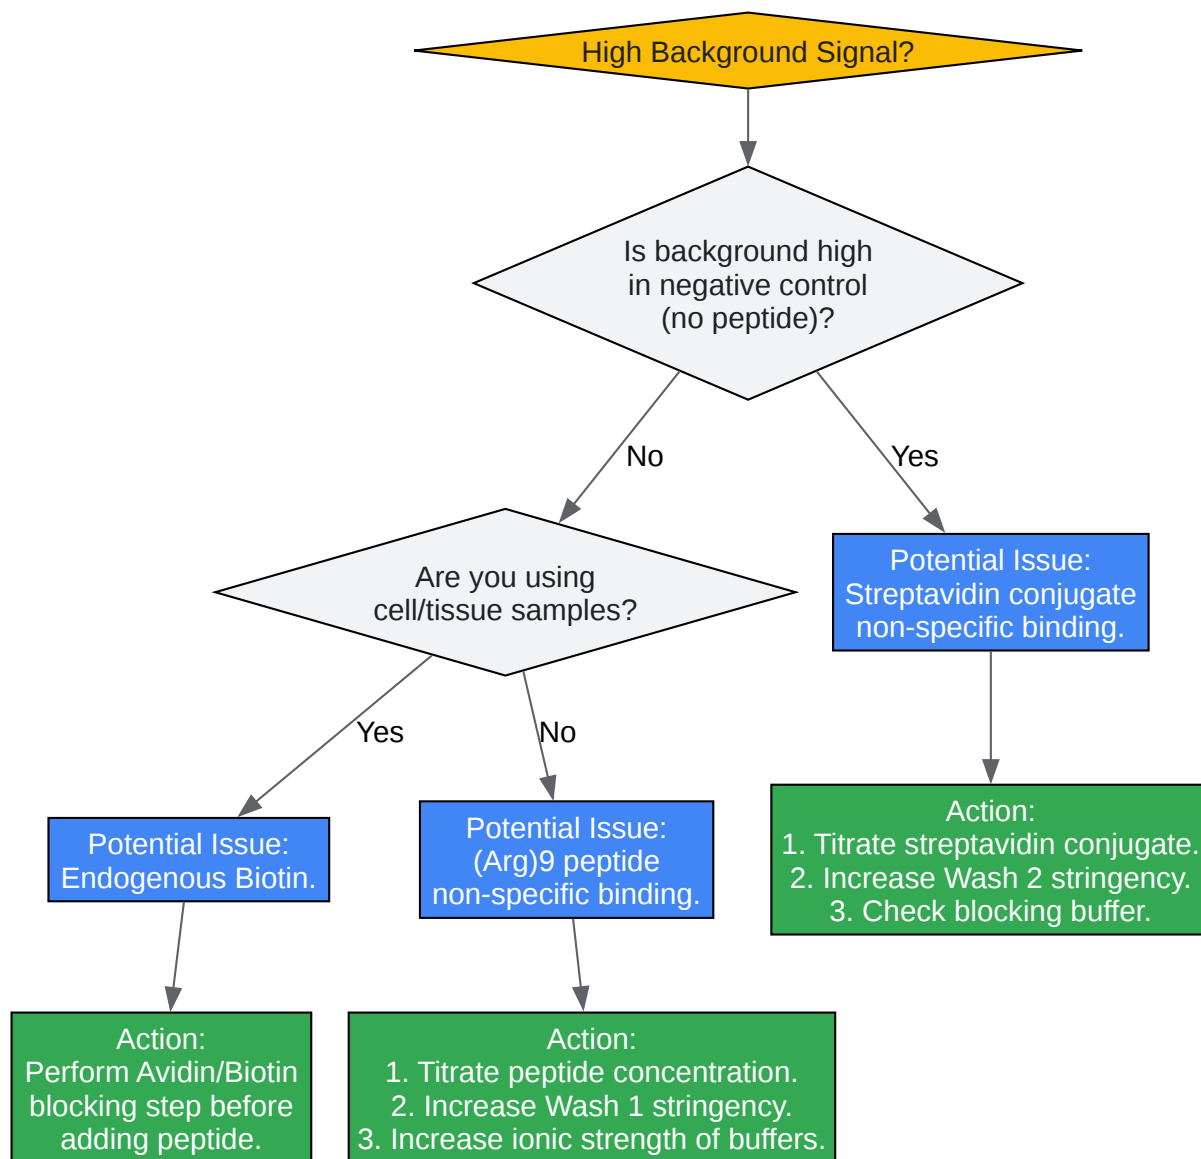 High Background Signal?
Is background high
in negative control
(no peptide)?
No
Yes
Are you using
cell/tissue samples?
Potential Issue:
Streptavidin conjugate
non-specific binding.
Yes
No
Potential Issue:
Endogenous Biotin.
Potential Issue:
(Arg)9 peptide
non-specific binding.
Action:
1. Titrate streptavidin conjugate.
2. Increase Wash 2 stringency.
3. Check blocking buffer.
Action:
Perform Avidin/Biotin
blocking step before
adding peptide.
Action:
1. Titrate peptide concentration.
2. Increase Wash 1 stringency.
3. Increase ionic strength of buffers.